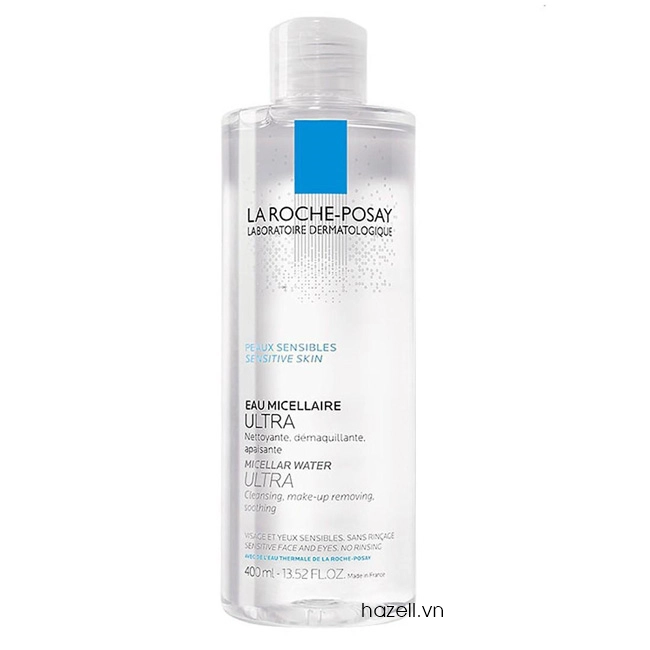 LA ROCHE-POSAY
LABORATOIRE DERMATOLOGIQUE
PEAUX SENSIBLES
SENSITIVE SKIN
EAU MICELLAIRE
ULTRA
Nettoyante, démaquillante,
apaisante
MICELLAR WATER
ULTRA
Cleansing, make-up removing,
soothing
VISAGE ET YEUX SENSIBLES, SANS RINÇAGE
SENSITIVE FACE AND EYES, NO RINSING
AVEC DE L'EAU THERMALE DE LA ROCHE-POSAY
400 ml - 13.52 FL.OZ. Made in France
hazell.vn